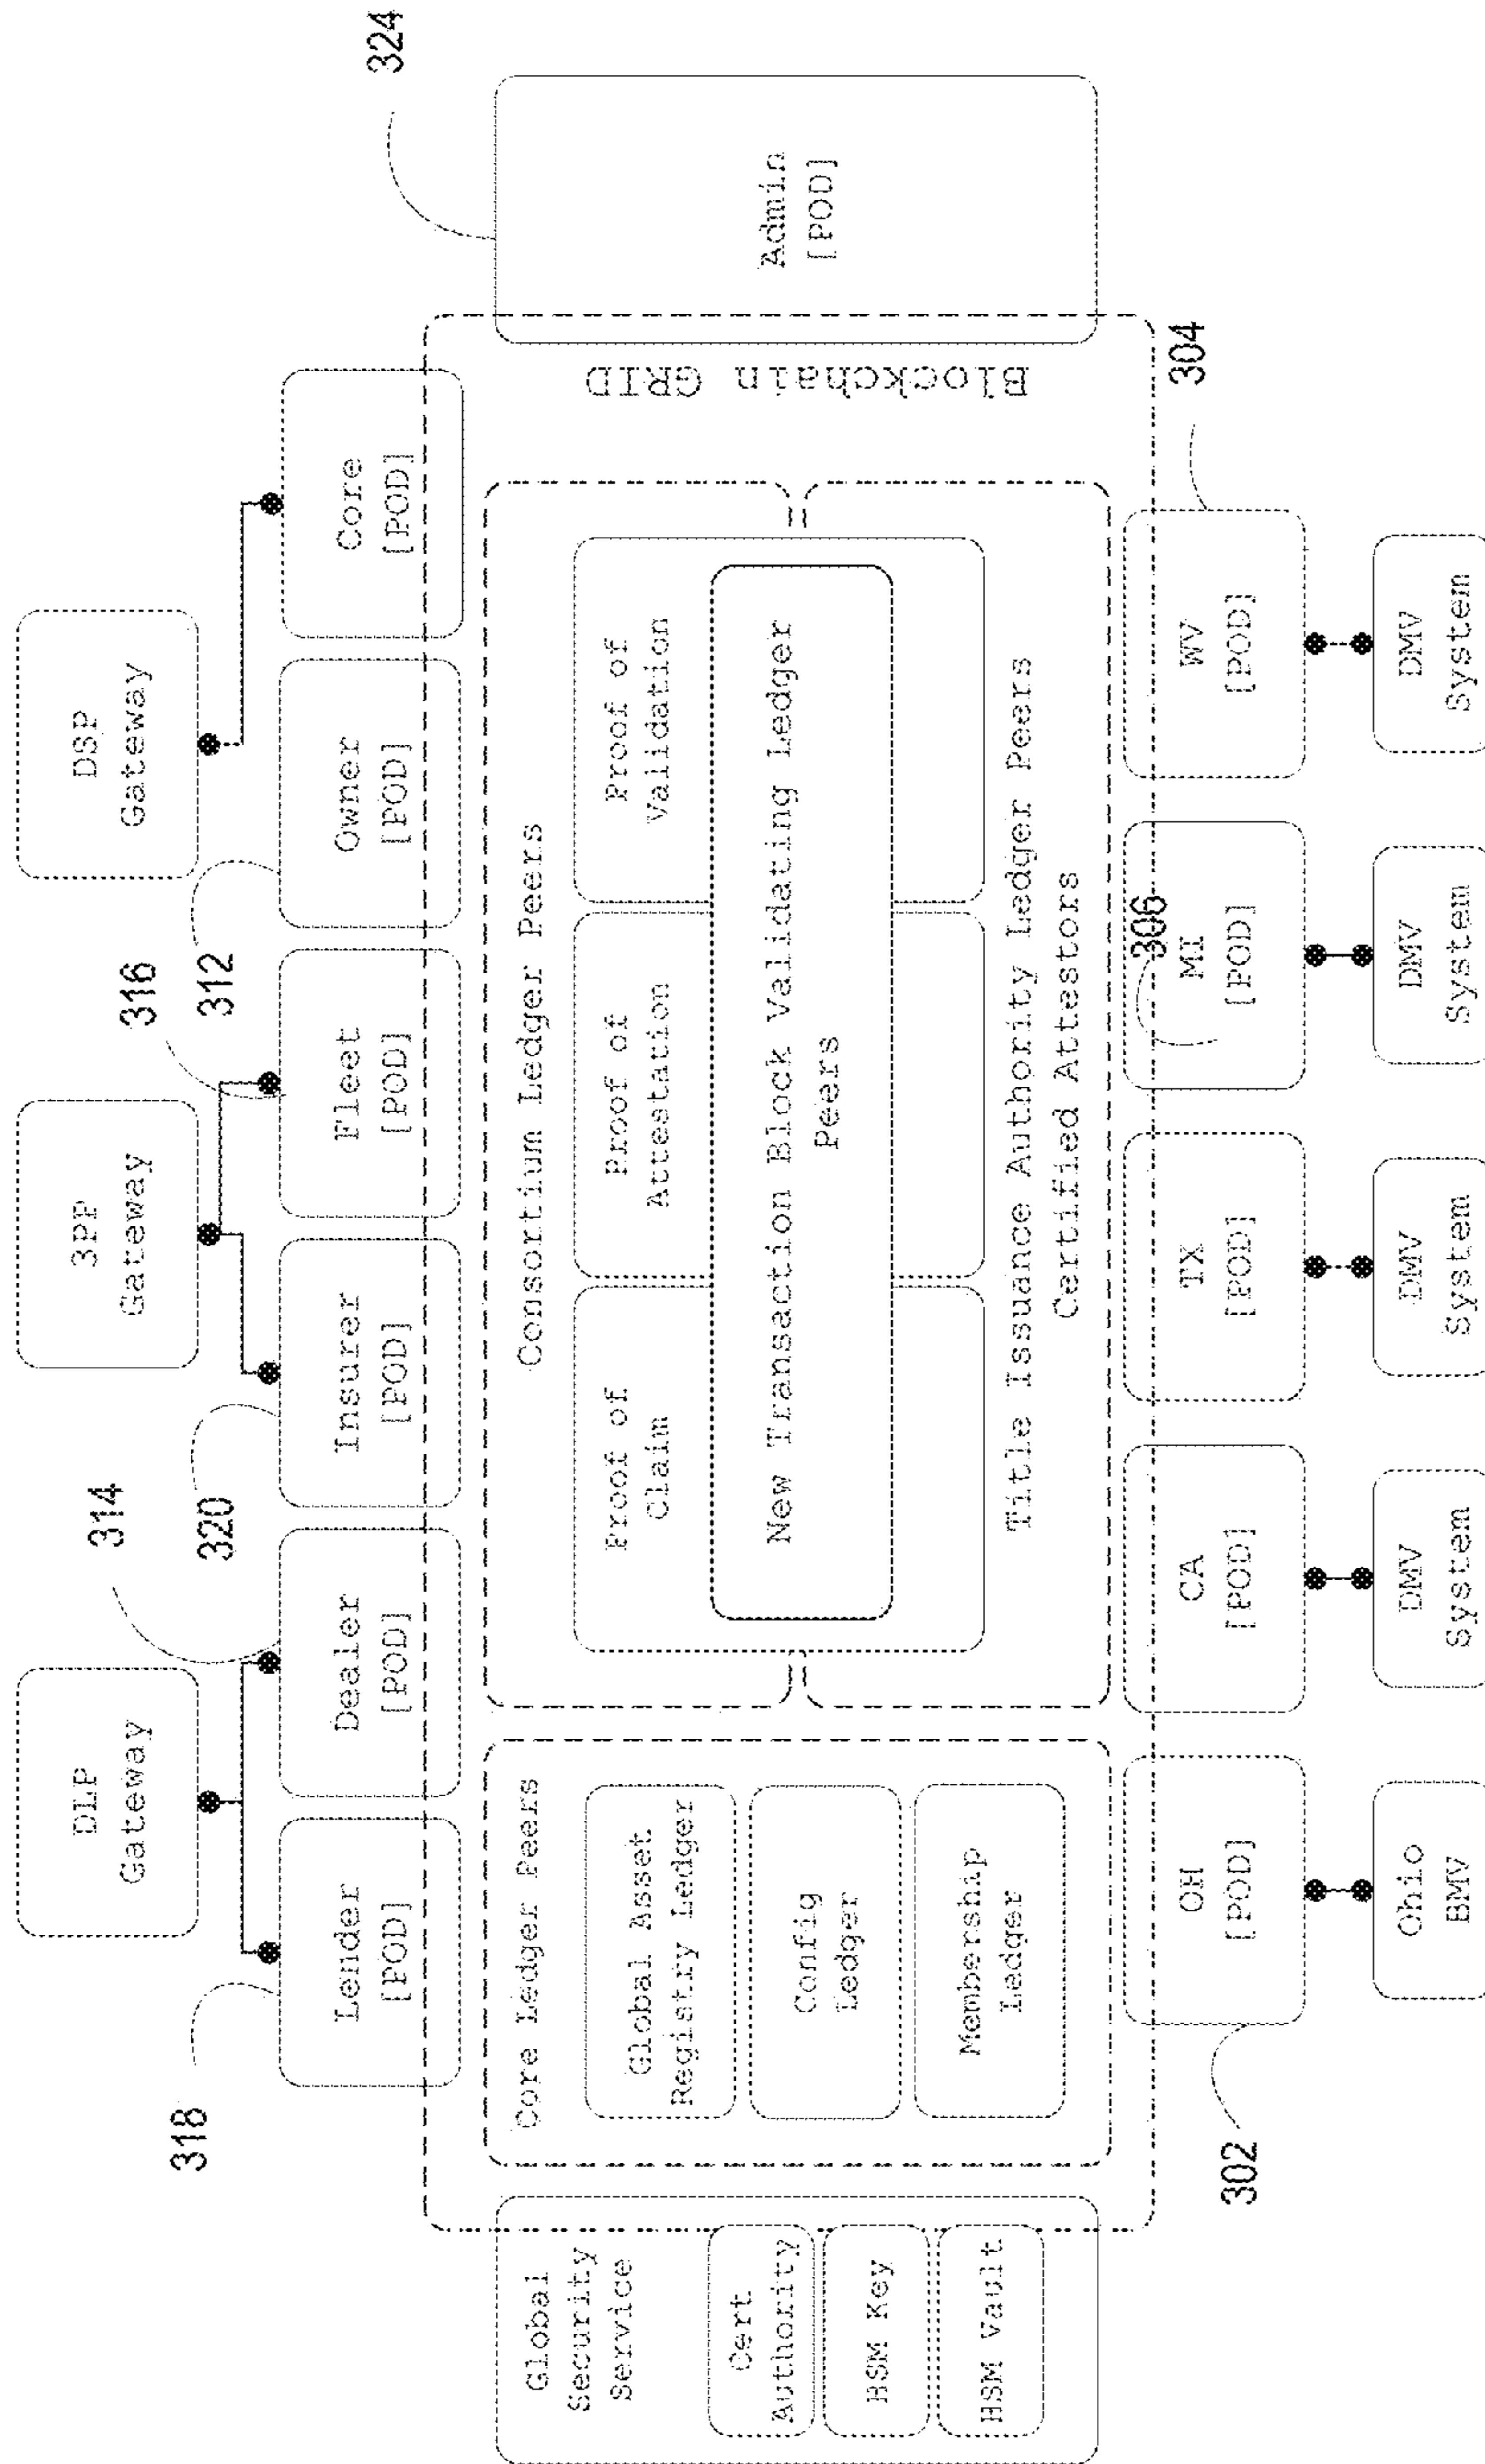 DLP
Gateway
3PP
Gateway
DSP
Gateway
318
314
320
316
312
324
Lender
[POD]
Dealer
[POD]
Insurer
[POD]
Fleet
[POD]
Owner
[POD]
Core
[POD]
Global
Security
Service
Cert
Authority
HSM Key
HSM Vault
Core Ledger Peers
Global Asset
Registry Ledger
Config
Ledger
Membership
Ledger
Consortium Ledger Peers
Proof of
Claim
Proof of
Attestation
Proof of
Validation
New Transaction Block Validating Ledger
Peers
Title Issuance Authority Ledger Peers
Certified Attestors
Blockchain GRID
Admin
[POD]
302
306
304
OH
[POD]
CA
[POD]
TX
[POD]
MI
[POD]
WV
[POD]
Ohio
BMV
DMV
System
DMV
System
DMV
System
DMV
System